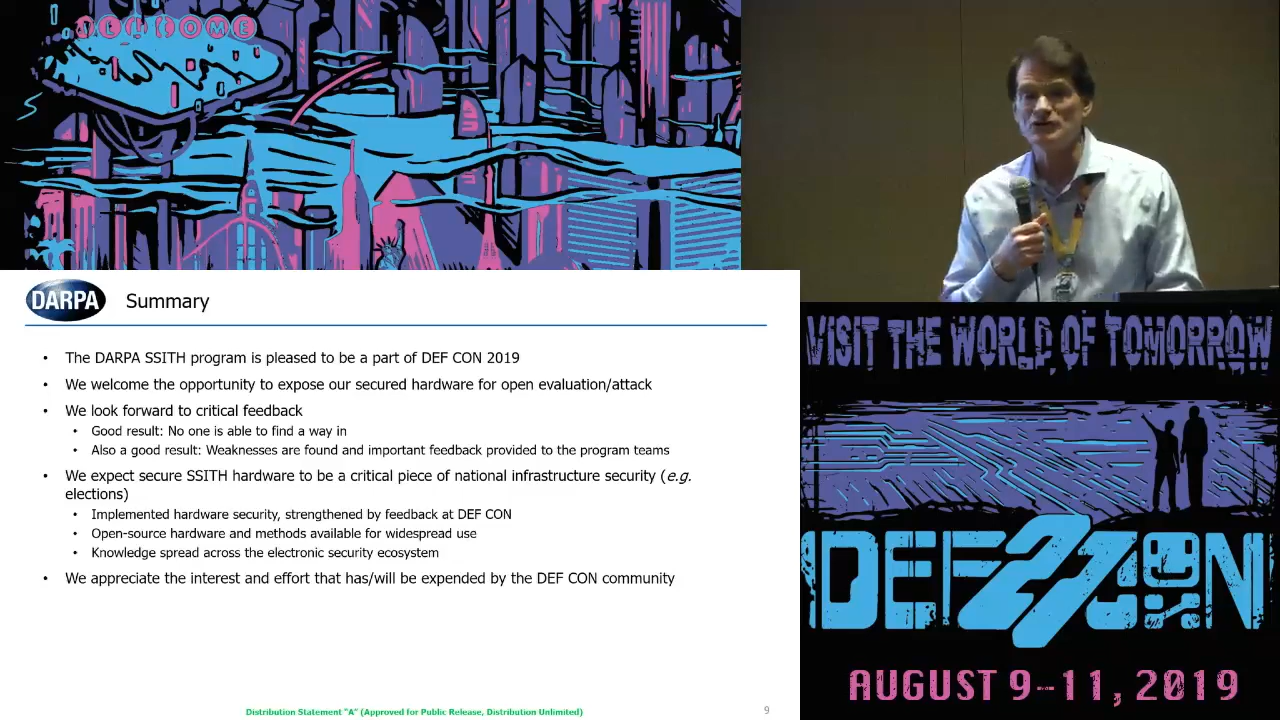 WELCOME
DARPA
Summary
• The DARPA SSITH program is pleased to be a part of DEF CON 2019
• We welcome the opportunity to expose our secured hardware for open evaluation/attack
• We look forward to critical feedback
• Good result: No one is able to find a way in
• Also a good result: Weaknesses are found and important feedback provided to the program teams
• We expect secure SSITH hardware to be a critical piece of national infrastructure security (e.g.
elections)
• Implemented hardware security, strengthened by feedback at DEF CON
• Open-source hardware and methods available for widespread use
• Knowledge spread across the electronic security ecosystem
• We appreciate the interest and effort that has/will be expended by the DEF CON community
Distribution Statement "A" (Approved for Public Release, Distribution Unlimited)
9
VISIT THE WORLD OF TOMORROW
DEF 27 CON
AUGUST 9-11, 2019